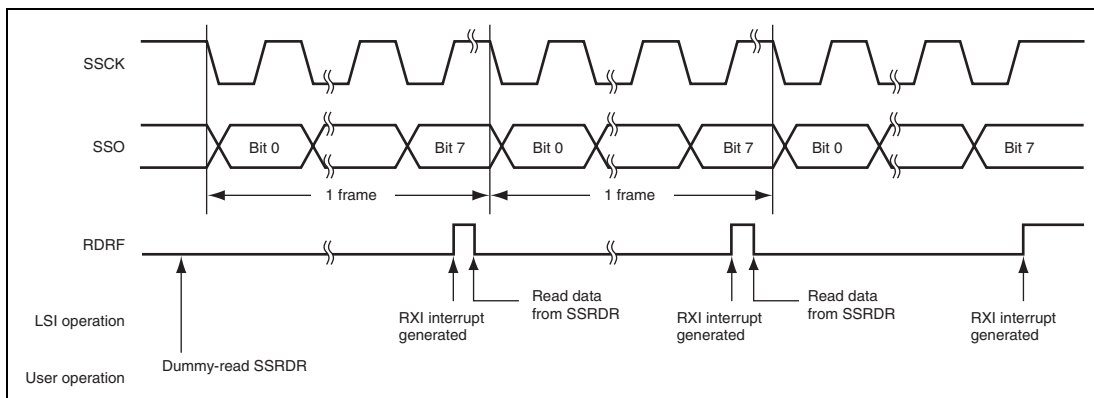 SSCK
SSO
Bit 0
Bit 7
Bit 0
Bit 7
Bit 0
Bit 7
1 frame
1 frame
RDRF
LSI operation
RXI interrupt
generated
Read data
from SSRDR
RXI interrupt
generated
Read data
from SSRDR
RXI interrupt
generated
Dummy-read SSRDR
User operation